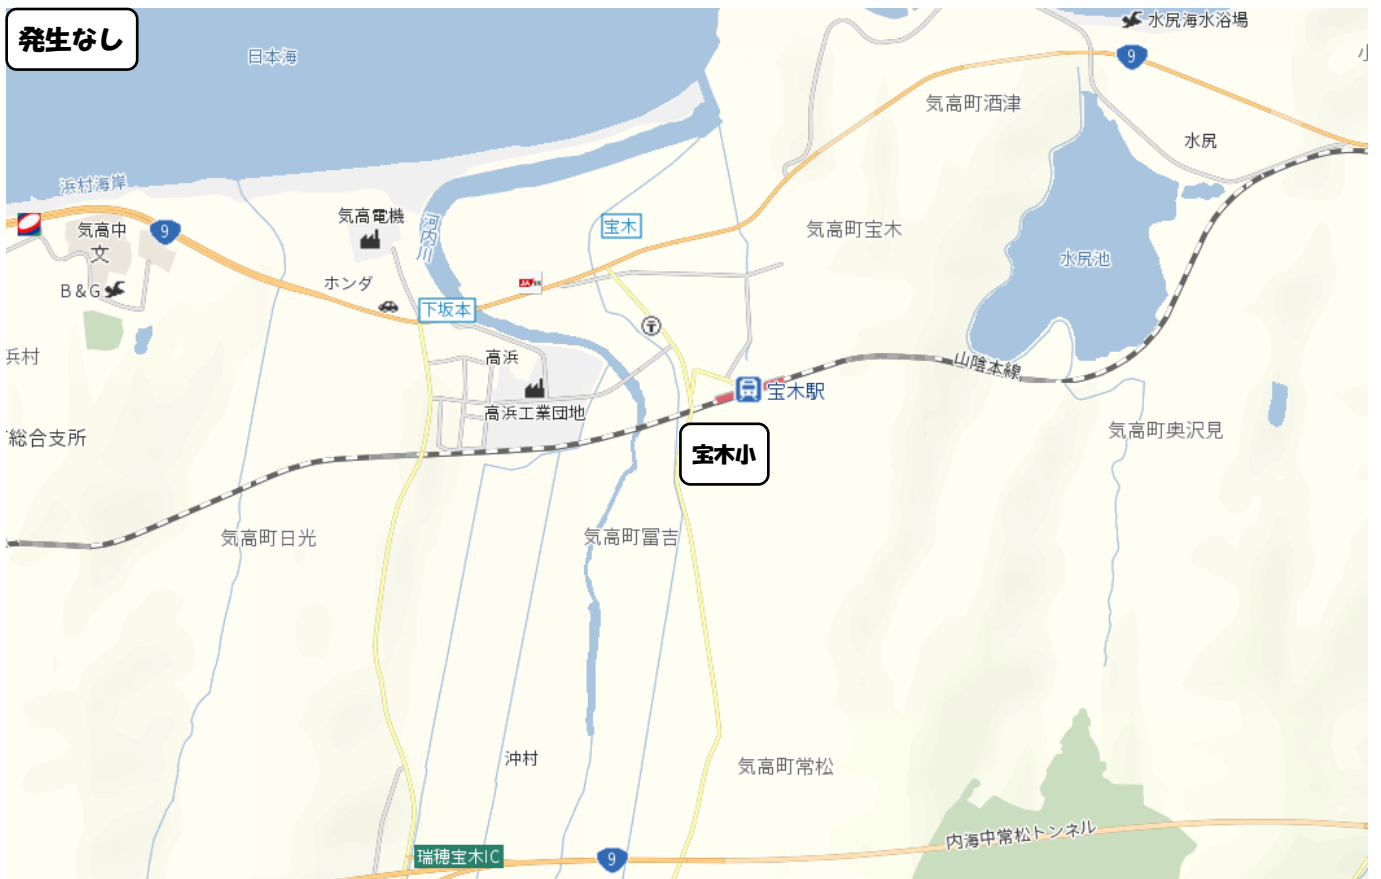 発生なし
日本海
水尻海水浴場
9
気高町酒津
水尻
浜村海岸
気高電機
河内川
宝木
気高中
文
9
気高町宝木
水尻池
B&G
ホンダ
JA-SS
下坂本
浜村
高浜
山陰本線
宝木駅
高浜工業団地
総合支所
宝木小
気高町奥沢見
気高町日光
気高町冨吉
沖村
気高町常松
内海中常松トンネル
瑞穂宝木IC
9